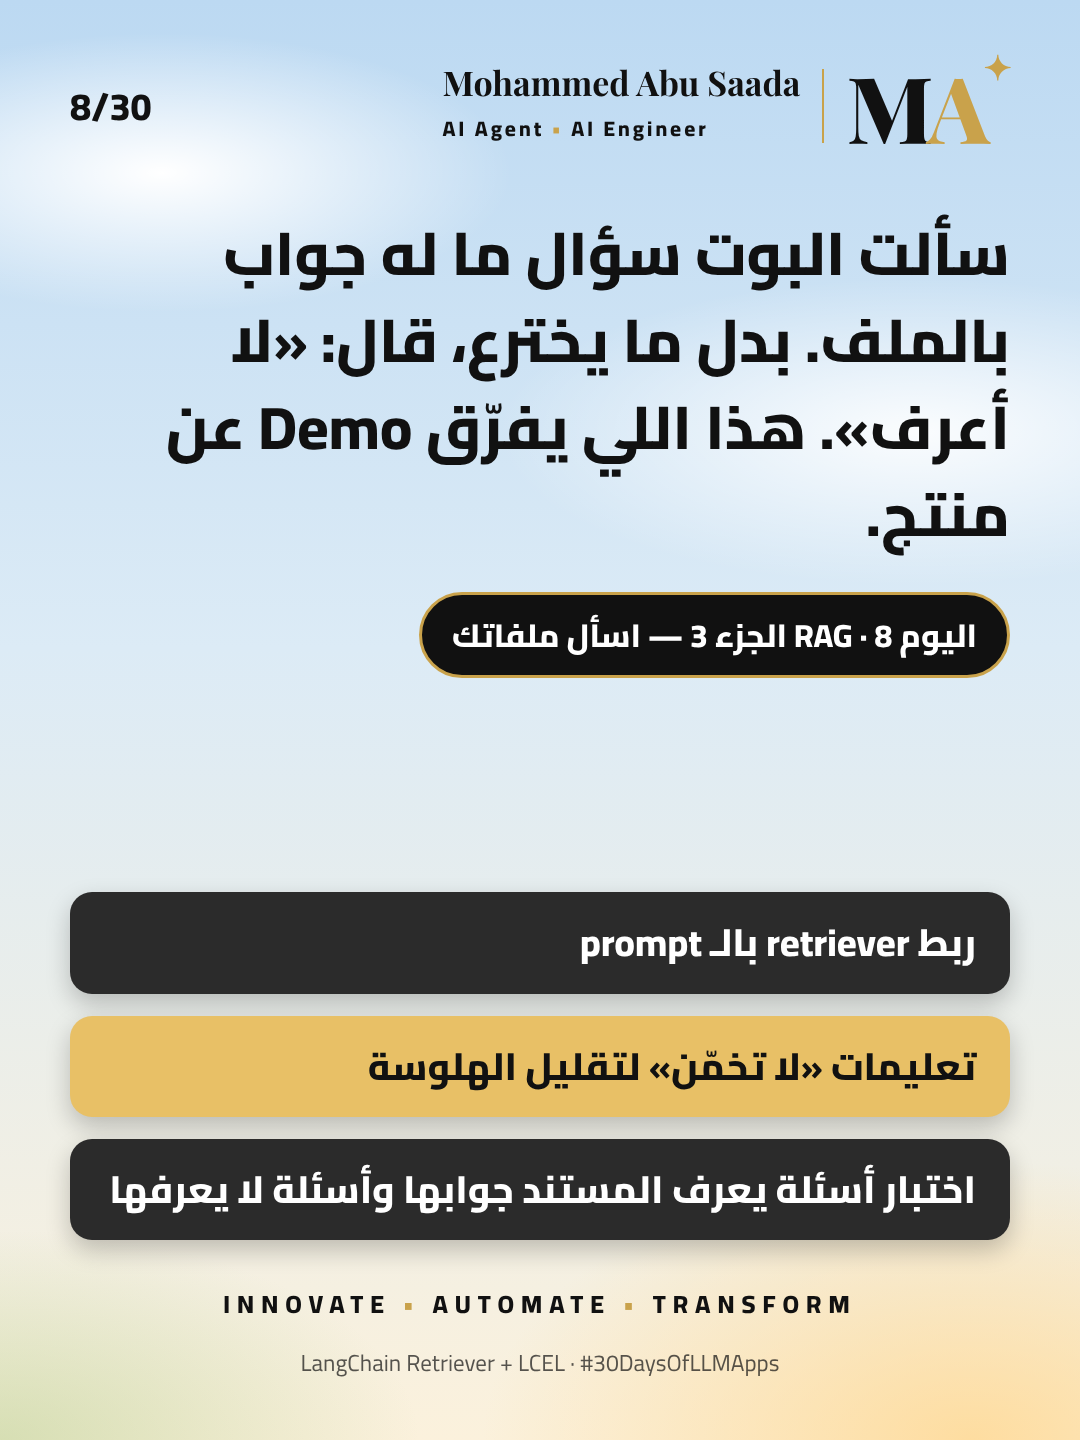 8/30
Mohammed Abu Saada
AI Agent ▪ AI Engineer
MA
سألت البوت سؤال ما له جواب
بالملف. بدل ما يخترع، قال: «لا
أعرف». هذا اللي يفرّق Demo عن
منتج.
اليوم 8 · RAG الجزء 3 — اسأل ملفاتك
ربط retriever بالـ prompt
تعليمات «لا تخمّن» لتقليل الهلوسة
اختبار أسئلة يعرف المستند جوابها وأسئلة لا يعرفها
INNOVATE ▪ AUTOMATE ▪ TRANSFORM
LangChain Retriever + LCEL · #30DaysOfLLMApps